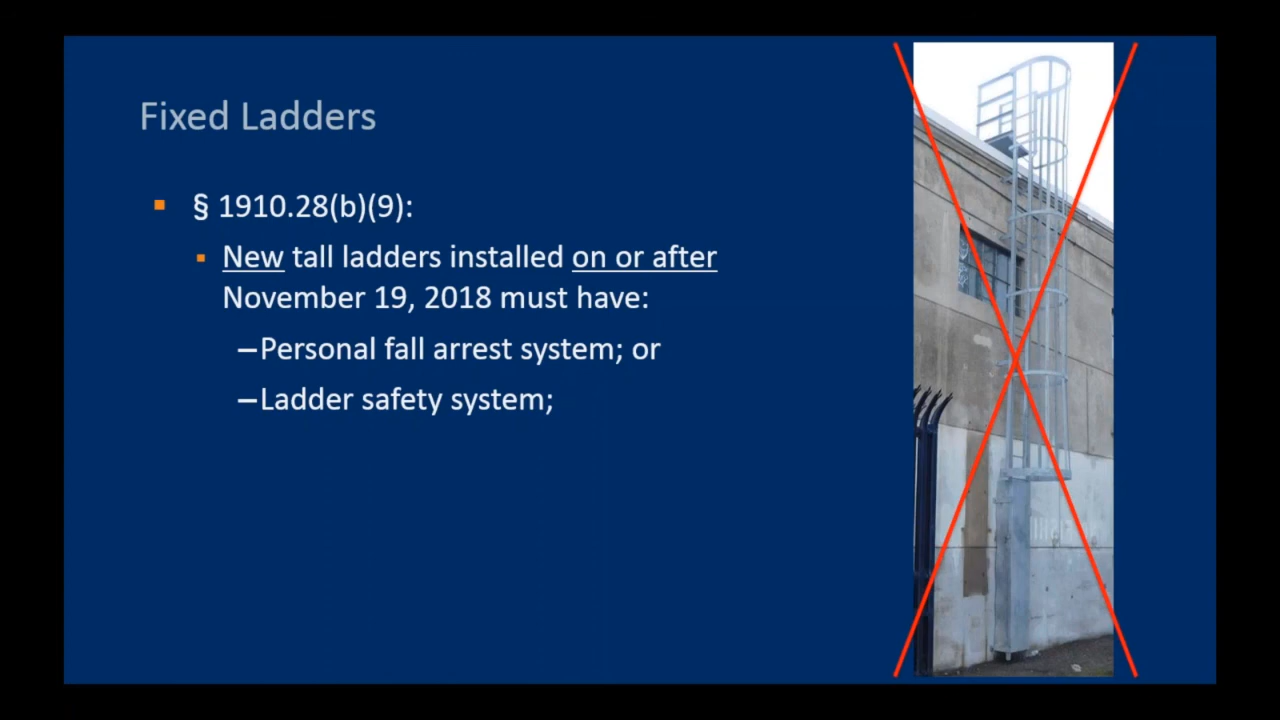 Fixed Ladders
§ 1910.28(b)(9):
New tall ladders installed on or after
November 19, 2018 must have:
–Personal fall arrest system; or
–Ladder safety system;